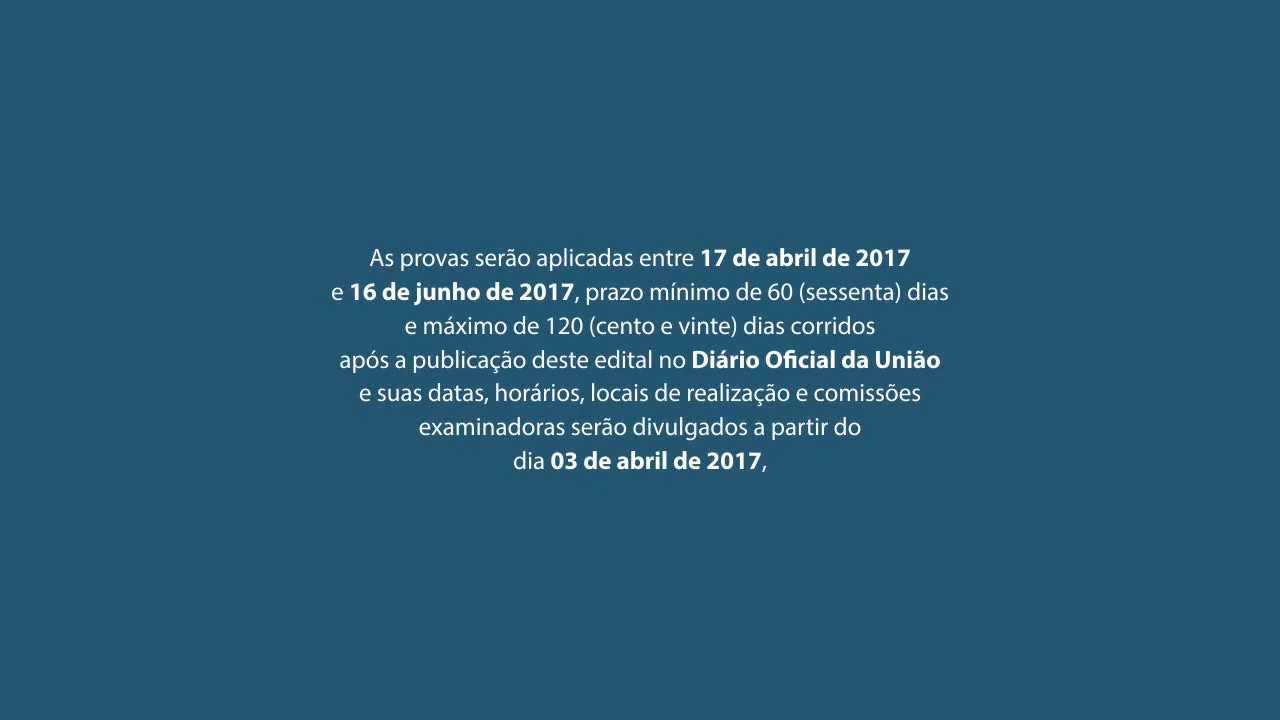 As provas serão aplicadas entre 17 de abril de 2017
e 16 de junho de 2017, prazo mínimo de 60 (sessenta) dias
e máximo de 120 (cento e vinte) dias corridos
após a publicação deste edital no Diário Oficial da União
e suas datas, horários, locais de realização e comissões
examinadoras serão divulgados a partir do
dia 03 de abril de 2017,